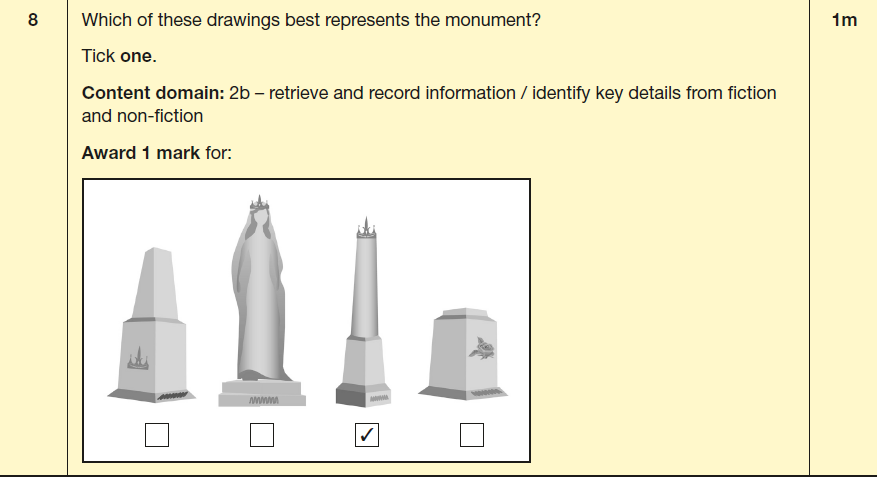 8 Which of these drawings best represents the monument? 1m
Tick one.
Content domain: 2b – retrieve and record information / identify key details from fiction
and non-fiction
Award 1 mark for: